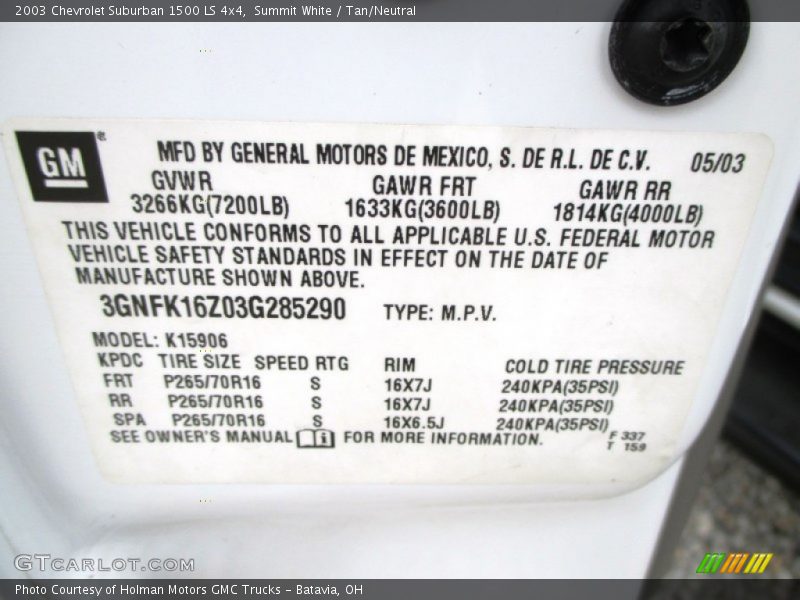 2003 Chevrolet Suburban 1500 LS 4x4, Summit White / Tan/Neutral
GM®
MFD BY GENERAL MOTORS DE MEXICO, S. DE R.L. DE C.V. 05/03
GVWR GAWR FRT GAWR RR
3266KG(7200LB) 1633KG(3600LB) 1814KG(4000LB)
THIS VEHICLE CONFORMS TO ALL APPLICABLE U.S. FEDERAL MOTOR
VEHICLE SAFETY STANDARDS IN EFFECT ON THE DATE OF
MANUFACTURE SHOWN ABOVE.
3GNFK16Z03G285290 TYPE: M.P.V.
MODEL: K15906
KPDC TIRE SIZE SPEED RTG RIM COLD TIRE PRESSURE
FRT P265/70R16 S 16X7J 240KPA(35PSI)
RR P265/70R16 S 16X7J 240KPA(35PSI)
SPA P265/70R16 S 16X6.5J 240KPA(35PSI)
SEE OWNER'S MANUAL i FOR MORE INFORMATION. F 337
T 159
GTCARLOT.COM
Photo Courtesy of Holman Motors GMC Trucks - Batavia, OH